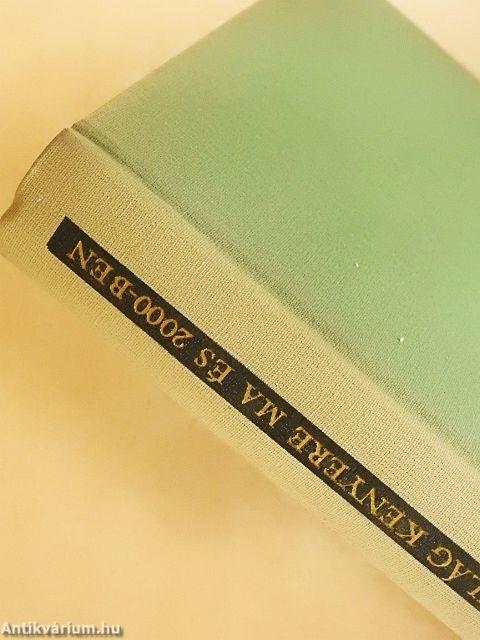 LÁG KENYERE MA ÉS 2000-BEN
Antikvárium.hu